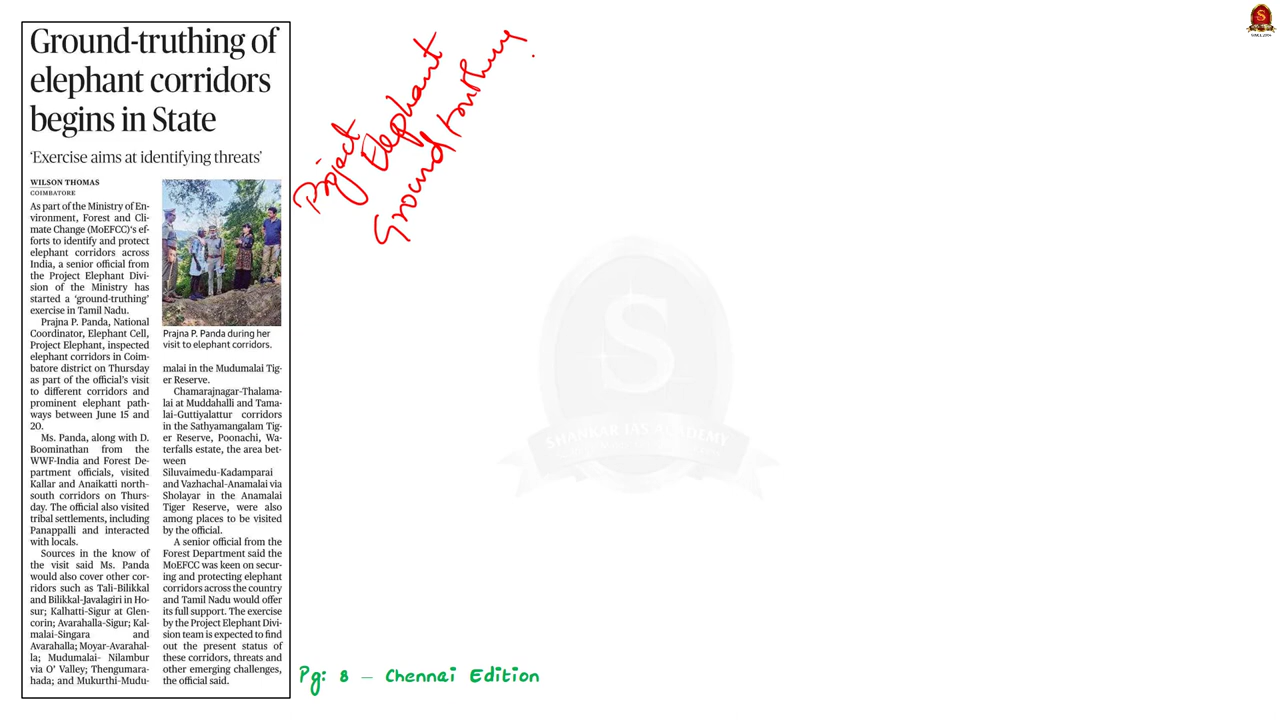 Ground-truthing of
elephant corridors
begins in State
‘Exercise aims at identifying threats’
WILSON THOMAS
COIMBATORE
As part of the Ministry of En-
vironment, Forest and Cli-
mate Change (MoEFCC)'s ef-
forts to identify and protect
elephant corridors across
India, a senior official from
the Project Elephant Divi-
sion of the Ministry has
started a ‘ground-truthing’
exercise in Tamil Nadu.
Prajna P. Panda, National
Coordinator, Elephant Cell,
Project Elephant, inspected
elephant corridors in Coim-
batore district on Thursday
as part of the official's visit
to different corridors and
prominent elephant path-
ways between June 15 and
20.
Ms. Panda, along with D.
Boominathan from the
WWF-India and Forest De-
partment officials, visited
Kallar and Anaikatti north-
south corridors on Thurs-
day. The official also visited
tribal settlements, including
Panappalli and interacted
with locals.
Sources in the know of
the visit said Ms. Panda
would also cover other cor-
ridors such as Tali-Bilikkal
and Bilikkal-Javalagiri in Ho-
sur; Kalhatti-Sigur at Glen-
corin; Avarahalla-Sigur; Kal-
malai-Singara and
Avarahalla; Moyar-Avarahal-
la; Mudumalai- Nilambur
via O' Valley; Thengumara-
hada; and Mukurthi-Mudu-
Prajna P. Panda during her
visit to elephant corridors.
malai in the Mudumalai Tig-
er Reserve.
Chamarajnagar-Thalama-
lai at Muddahalli and Tama-
lai-Guttiyalattur corridors
in the Sathyamangalam Tig-
er Reserve, Poonachi, Wa-
terfalls estate, the area bet-
ween
Siluvaimedu-Kadamparai
and Vazhachal-Anamalai via
Sholayar in the Anamalai
Tiger Reserve, were also
among places to be visited
by the official.
A senior official from the
Forest Department said the
MoEFCC was keen on secur-
ing and protecting elephant
corridors across the country
and Tamil Nadu would offer
its full support. The exercise
by the Project Elephant Divi-
sion team is expected to find
out the present status of
these corridors, threats and
other emerging challenges,
the official said.
Project
Elephant
Ground truthing
Pg: 8 – Chennai Edition
S
SHANKAR IAS ACADEMY
S